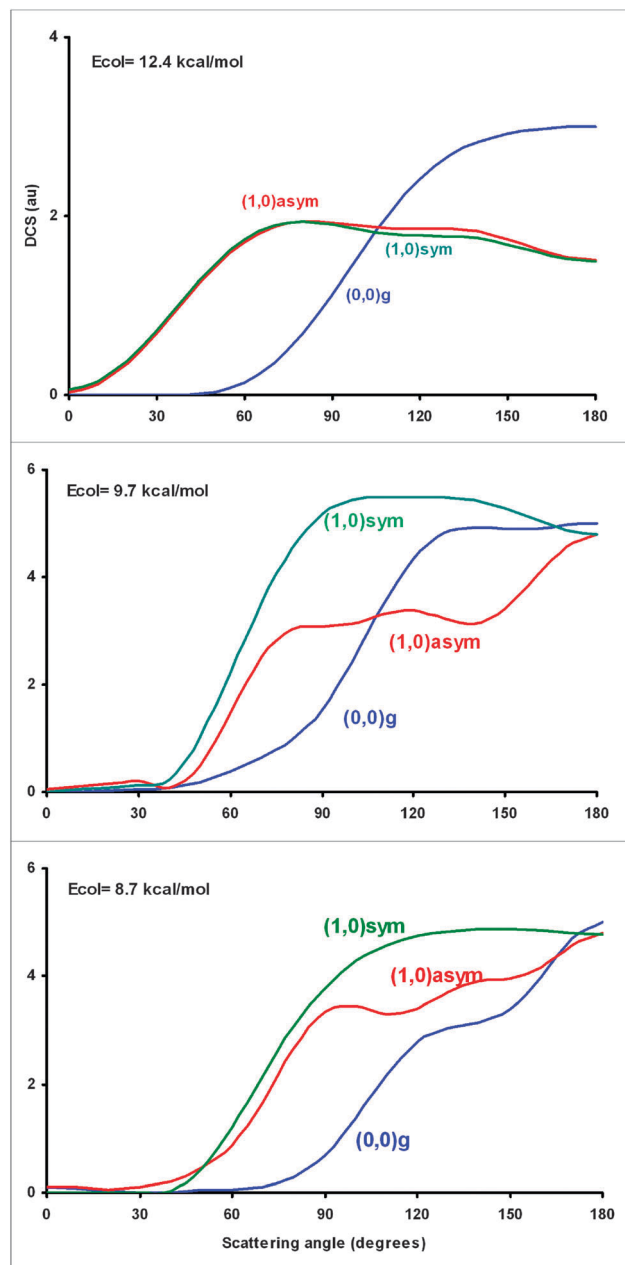 4
Ecol= 12.4 kcal/mol
(1,0)asym
DCS (au)
2
(1,0)sym
(0,0)g
0
0 30 60 90 120 150 180
6
Ecol= 9.7 kcal/mol
(1,0)sym
4
(1,0)asym
2
(0,0)g
0
0 30 60 90 120 150 180
6
Ecol= 8.7 kcal/mol
(1,0)sym
4
(1,0)asym
2
(0,0)g
0
0 30 60 90 120 150 180
Scattering angle (degrees)